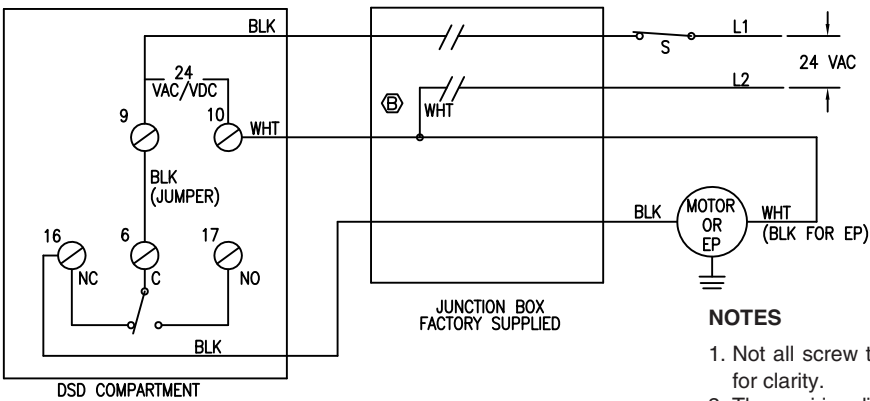 BLK
S
L1
24 VAC
L2
24
VAC/VDC
B
WHT
9
10
WHT
BLK
(JUMPER)
16
6
17
NC
C
NO
BLK
BLK
MOTOR
OR
EP
WHT
(BLK FOR EP)
JUNCTION BOX
FACTORY SUPPLIED
DSD COMPARTMENT
NOTES
1. Not all screw
for clarity.